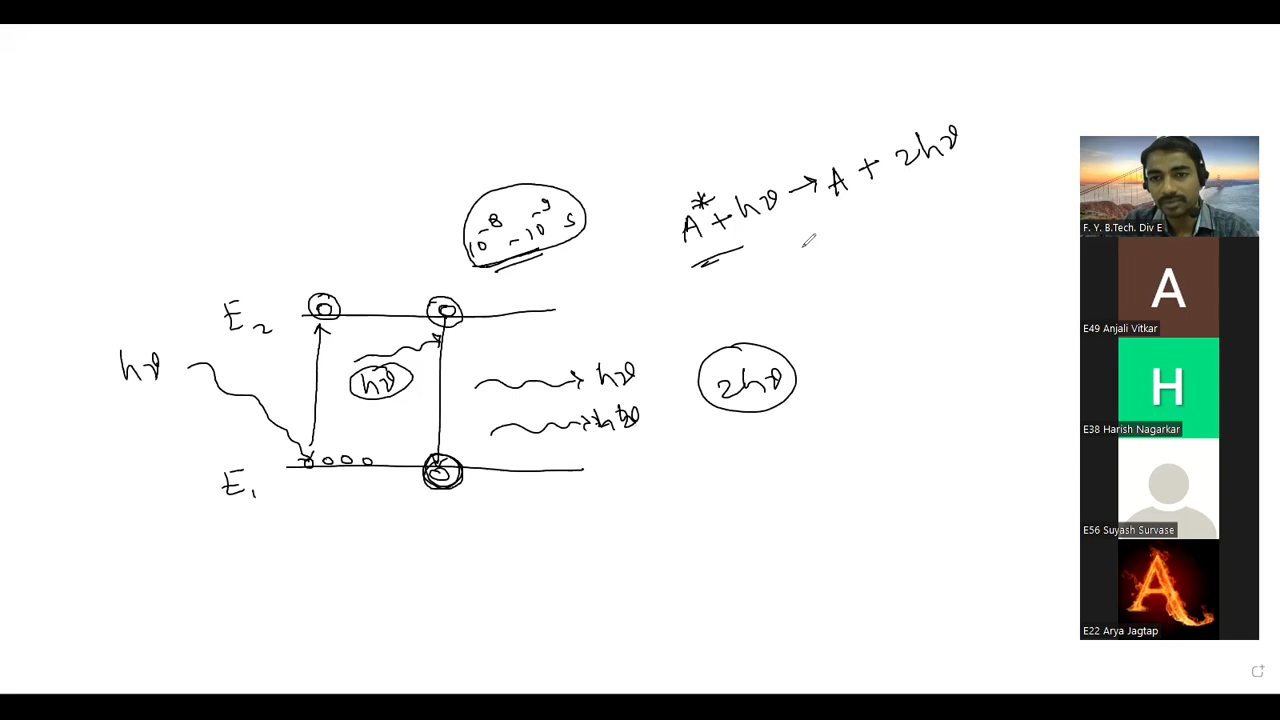 A* + hν → A + 2hν
10⁻⁸ - 10⁻⁹ s
E₂
hν
hν
hν
hν
2hν
E₁
F. Y. B.Tech. Div E
A
E49 Anjali Vitkar
H
E38 Harish Nagarkar
E56 Suyash Survase
A
E22 Arya Jagtap